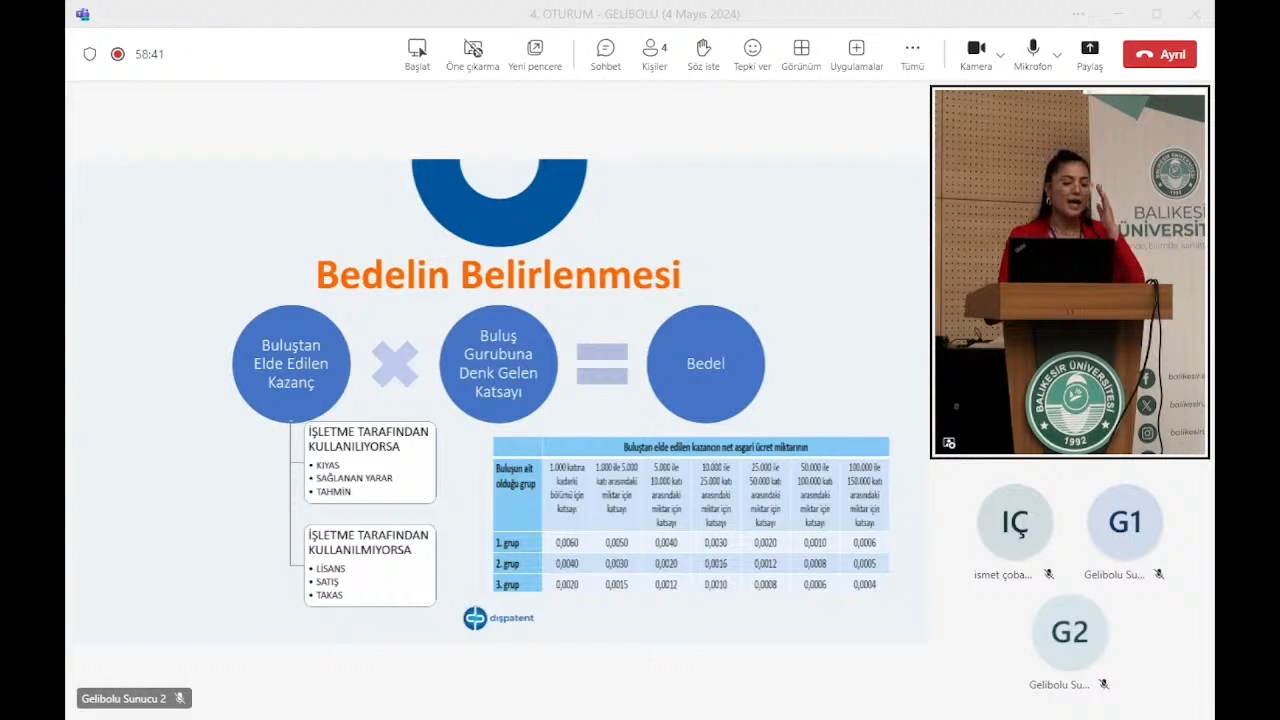 4. OTURUM - GELİBOLU (4 Mayıs 2024)
58:41
Başlat
Öne çıkarma
Yeni pencere
Sohbet
4
Kişiler
Söz iste
Tepki ver
Görünüm
Uygulamalar
Tümü
Kamera
Mikrofon
Paylaş
Ayrıl
Bedelin Belirlenmesi
Buluştan
Elde Edilen
Kazanç
Buluş
Gurubuna
Denk Gelen
Katsayı
Bedel
İŞLETME TARAFINDAN
KULLANILIYORSA
• KIYAS
• SAĞLANAN YARAR
• TAHMİN
İŞLETME TARAFINDAN
KULLANILMIYORSA
• LİSANS
• SATIŞ
• TAKAS
Buluştan elde edilen kazancın net asgari ücret miktarının
Buluşun ait olduğu grup
1.000 katına kadarki bölümü için katsayı
1.000 ile 5.000 katı arasındaki miktar için katsayı
5.000 ile 10.000 katı arasındaki miktar için katsayı
10.000 ile 25.000 katı arasındaki miktar için katsayı
25.000 ile 50.000 katı arasındaki miktar için katsayı
50.000 ile 100.000 katı arasındaki miktar için katsayı
100.000 ile 150.000 katı arasındaki miktar için katsayı
1. grup 0,0060 0,0050 0,0040 0,0030 0,0020 0,0010 0,0006
2. grup 0,0040 0,0030 0,0020 0,0016 0,0012 0,0008 0,0005
3. grup 0,0020 0,0015 0,0012 0,0010 0,0008 0,0006 0,0004
dışpatent
Gelibolu Sunucu 2
BALIKESİ
ÜNİVERSİT
BALIKESİR ÜNİVERSİTESİ
1992
balikesir
balikesiru
IÇ
ismet çoba...
G1
Gelibolu Su...
G2
Gelibolu Su...